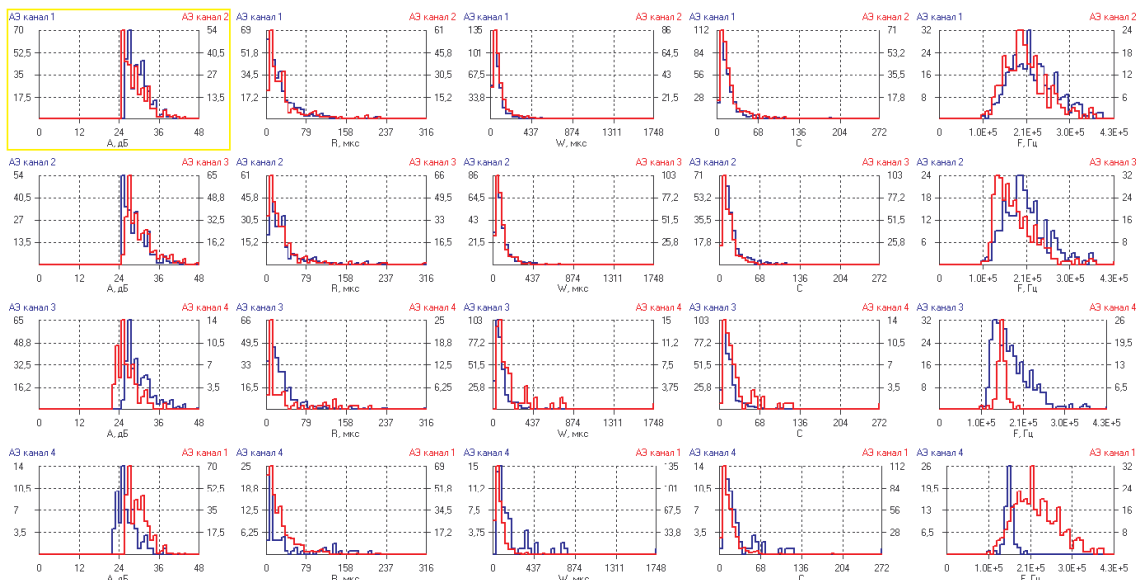 АЭ канал 1 АЭ канал 2 АЭ канал 1 АЭ канал 2 АЭ канал 1 АЭ канал 2 АЭ канал 1 АЭ канал 2 АЭ канал 1 АЭ канал 2
70 54 69 61 135 86 112 71 32 24
52,5 40,5 51,8 45,8 101 64,5 84 53,2 24 18
35 27 34,5 30,5 67,5 43 56 35,5 16 12
17,5 13,5 17,2 15,2 33,8 21,5 28 17,8 8 6
0 12 24 36 48 0 79 158 237 316 0 437 874 1311 1748 0 68 136 204 272 0 1.0E+5 2.1E+5 3.0E+5 4.3E+5
А, дБ R, мкс W, мкс С F, Гц
АЭ канал 2 АЭ канал 3 АЭ канал 2 АЭ канал 3 АЭ канал 2 АЭ канал 3 АЭ канал 2 АЭ канал 3 АЭ канал 2 АЭ канал 3
54 65 61 66 86 103 71 103 24 32
40,5 48,8 45,8 49,5 64,5 77,2 53,2 77,2 18 24
27 32,5 30,5 33 43 51,5 35,5 51,5 12 16
13,5 16,2 15,2 16,5 21,5 25,8 17,8 25,8 6 8
0 12 24 36 48 0 79 158 237 316 0 437 874 1311 1748 0 68 136 204 272 0 1.0E+5 2.1E+5 3.0E+5 4.3E+5
А, дБ R, мкс W, мкс С F, Гц
АЭ канал 3 АЭ канал 4 АЭ канал 3 АЭ канал 4 АЭ канал 3 АЭ канал 4 АЭ канал 3 АЭ канал 4 АЭ канал 3 АЭ канал 4
65 14 66 25 103 15 103 14 32 26
48,8 10,5 49,5 18,8 77,2 11,2 77,2 10,5 24 19,5
32,5 7 33 12,5 51,5 7,5 51,5 7 16 13
16,2 3,5 16,5 6,25 25,8 3,75 25,8 3,5 8 6,5
0 12 24 36 48 0 79 158 237 316 0 437 874 1311 1748 0 68 136 204 272 0 1.0E+5 2.1E+5 3.0E+5 4.3E+5
А, дБ R, мкс W, мкс С F, Гц
АЭ канал 4 АЭ канал 1 АЭ канал 4 АЭ канал 1 АЭ канал 4 АЭ канал 1 АЭ канал 4 АЭ канал 1 АЭ канал 4 АЭ канал 1
14 70 25 69 15 14 112 26 32
10,5 52,5 18,8 51,8 11,2 10,5 84 19,5 24
7 35 12,5 34,5 7,5 67,5 7 56 13 16
3,5 17,5 6,25 17,2 3,75 33,8 3,5 28 6,5 8
0 12 24 36 48 0 79 158 237 316 0 437 874 1311 1748 0 68 136 204 272 0 1.0E+5 2.1E+5 3.0E+5 4.3E+5
А, дБ R, мкс W, мкс С F, Гц